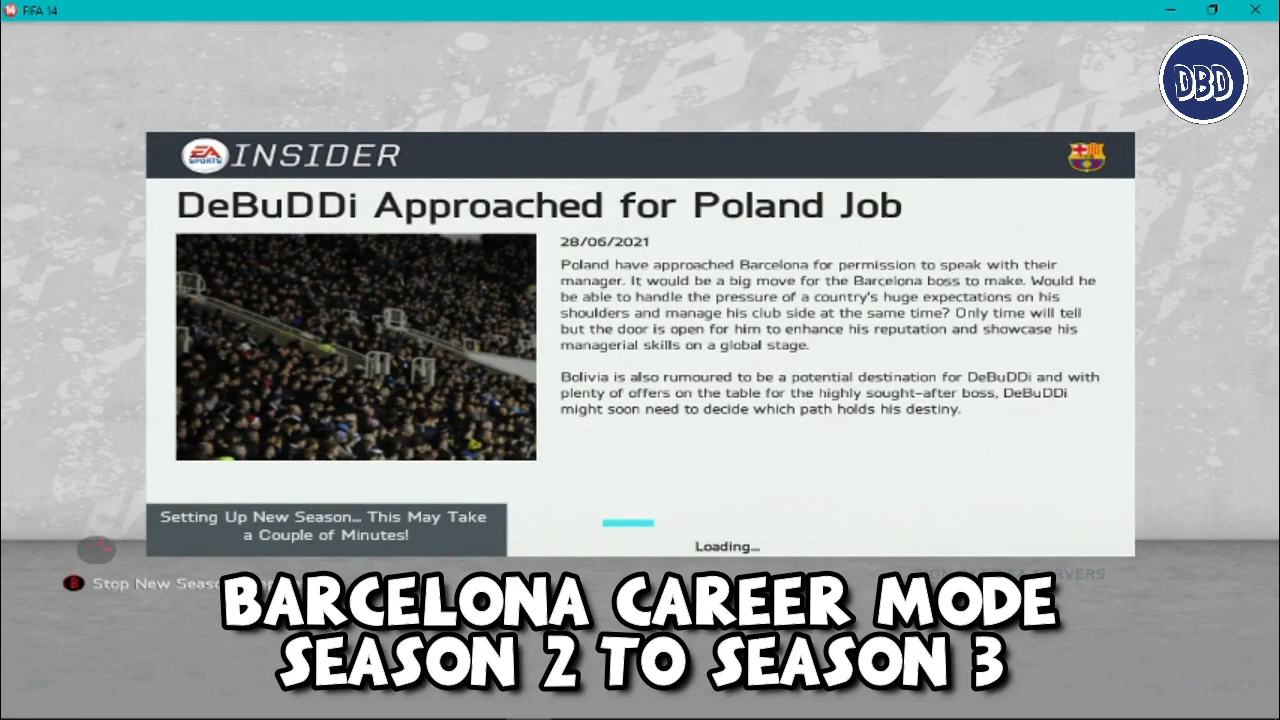 14 FIFA 14
DBD
EA SPORTS INSIDER
DeBuDDi Approached for Poland Job
28/06/2021
Poland have approached Barcelona for permission to speak with their
manager. It would be a big move for the Barcelona boss to make. Would he
be able to handle the pressure of a country's huge expectations on his
shoulders and manage his club side at the same time? Only time will tell
but the door is open for him to enhance his reputation and showcase his
managerial skills on a global stage.
Bolivia is also rumoured to be a potential destination for DeBuDDi and with
plenty of offers on the table for the highly sought-after boss, DeBuDDi
might soon need to decide which path holds his destiny.
Setting Up New Season... This May Take
a Couple of Minutes!
Loading...
B Stop New
SERVERS
BARCELONA CAREER MODE
SEASON 2 TO SEASON 3